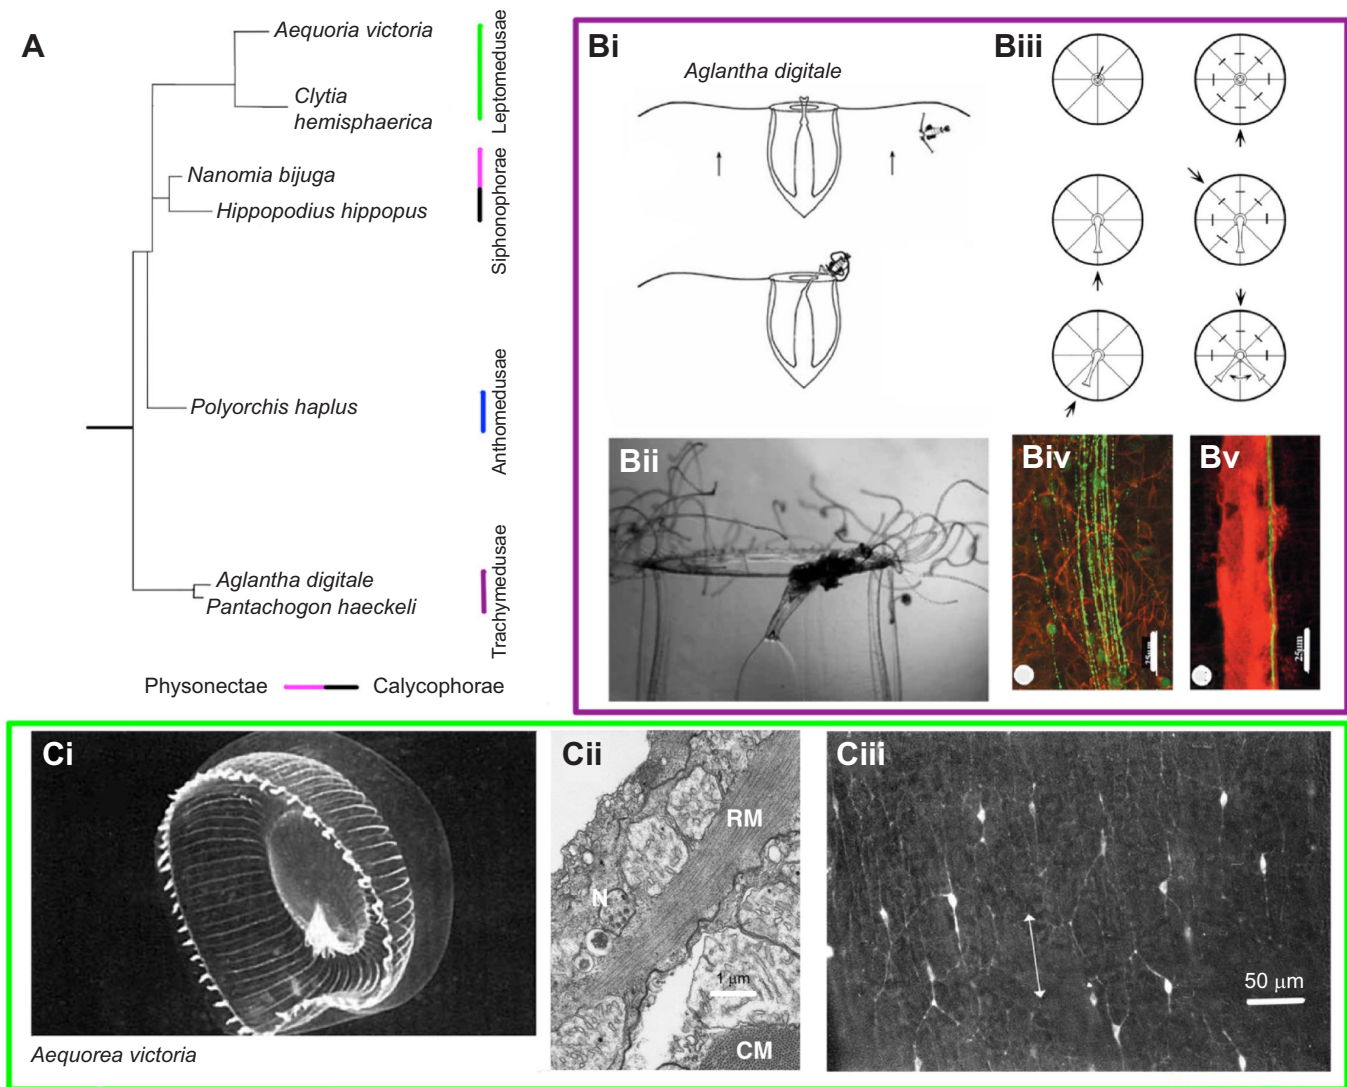 A
Aequoria victoria
Clytia
hemisphaerica
Nanomia bijuga
Hippopodius hippopus
Polyorchis haplus
Aglantha digitale
Pantachogon haeckeli
Leptomedusae
Siphonophorae
Anthomedusae
Trachymedusae
Physonectae
Calycophorae
Bi
Aglantha digitale
Biii
Bii
Biv
25µm
Bv
25µm
Ci
Aequorea victoria
Cii
RM
N
1 µm
CM
Ciii
50 µm